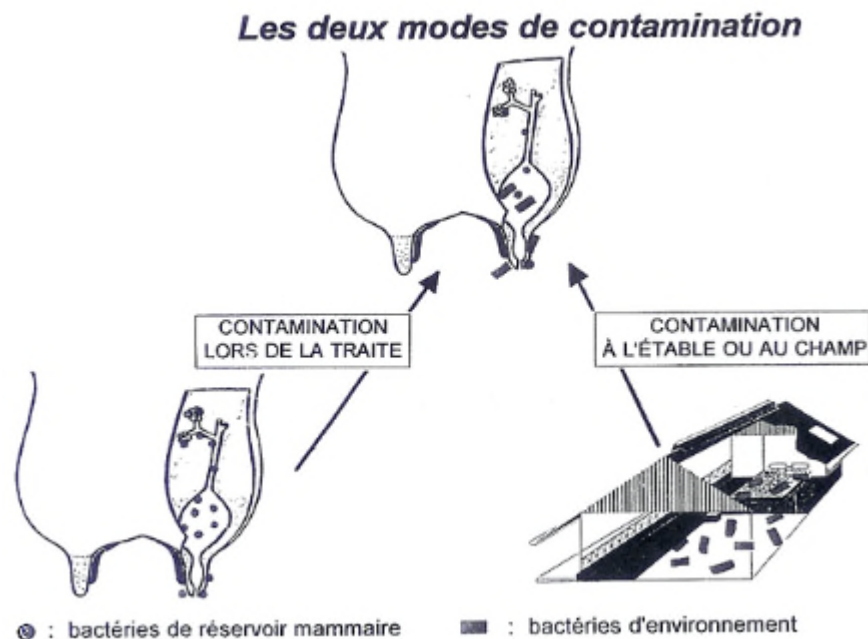 Les deux modes de contamination
CONTAMINATION
LORS DE LA TRAITE
CONTAMINATION
À L'ÉTABLE OU AU CHAMP
: bactéries de réservoir mammaire
: bactéries d'environnement